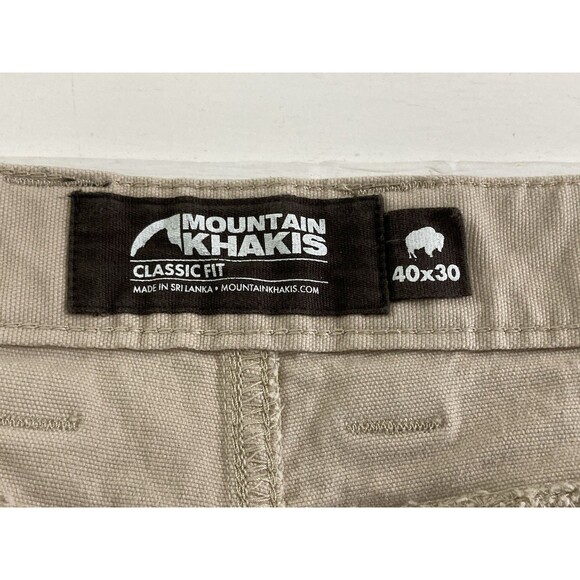 MOUNTAIN
KHAKIS
CLASSIC FIT
MADE IN SRI LANKA • MOUNTAINKHAKIS.COM
40x30